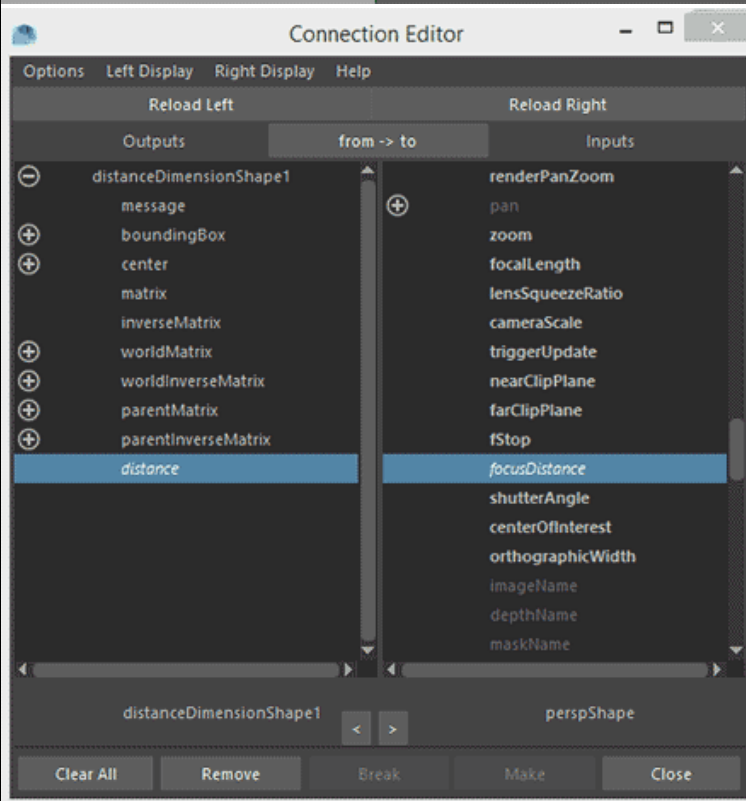 Connection Editor
Options Left Display Right Display Help
Reload Left Reload Right
Outputs from -> to Inputs
distanceDimensionShape1
message
boundingBox
center
matrix
inverseMatrix
worldMatrix
worldInverseMatrix
parentMatrix
parentInverseMatrix
distance
renderPanZoom
pan
zoom
focalLength
lensSqueezeRatio
cameraScale
triggerUpdate
nearClipPlane
farClipPlane
fStop
focusDistance
shutterAngle
centerOfInterest
orthographicWidth
imageName
depthName
maskName
distanceDimensionShape1 < > perspShape
Clear All Remove Break Make Close